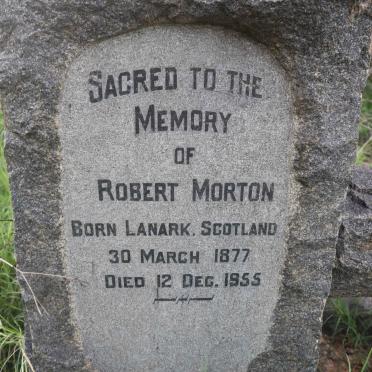 SACRED TO THE
MEMORY
OF
ROBERT MORTON
BORN LANARK, SCOTLAND
30 MARCH 1877
DIED 12 DEC. 1955